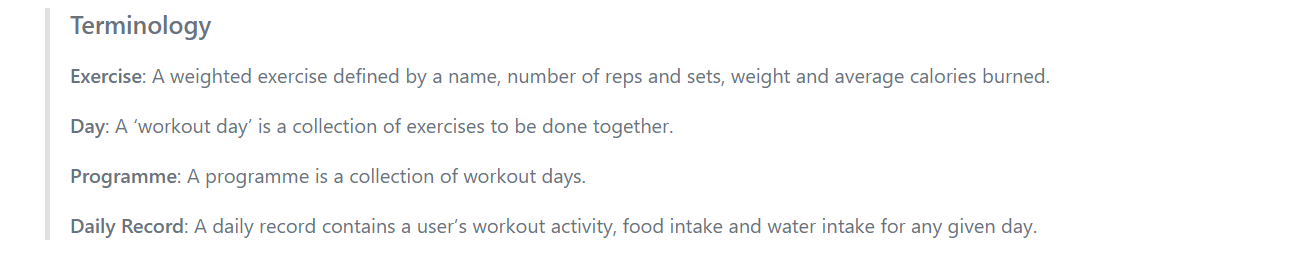 Terminology
Exercise: A weighted exercise defined by a name, number of reps and sets, weight and average calories burned.
Day: A ‘workout day’ is a collection of exercises to be done together.
Programme: A programme is a collection of workout days.
Daily Record: A daily record contains a user’s workout activity, food intake and water intake for any given day.